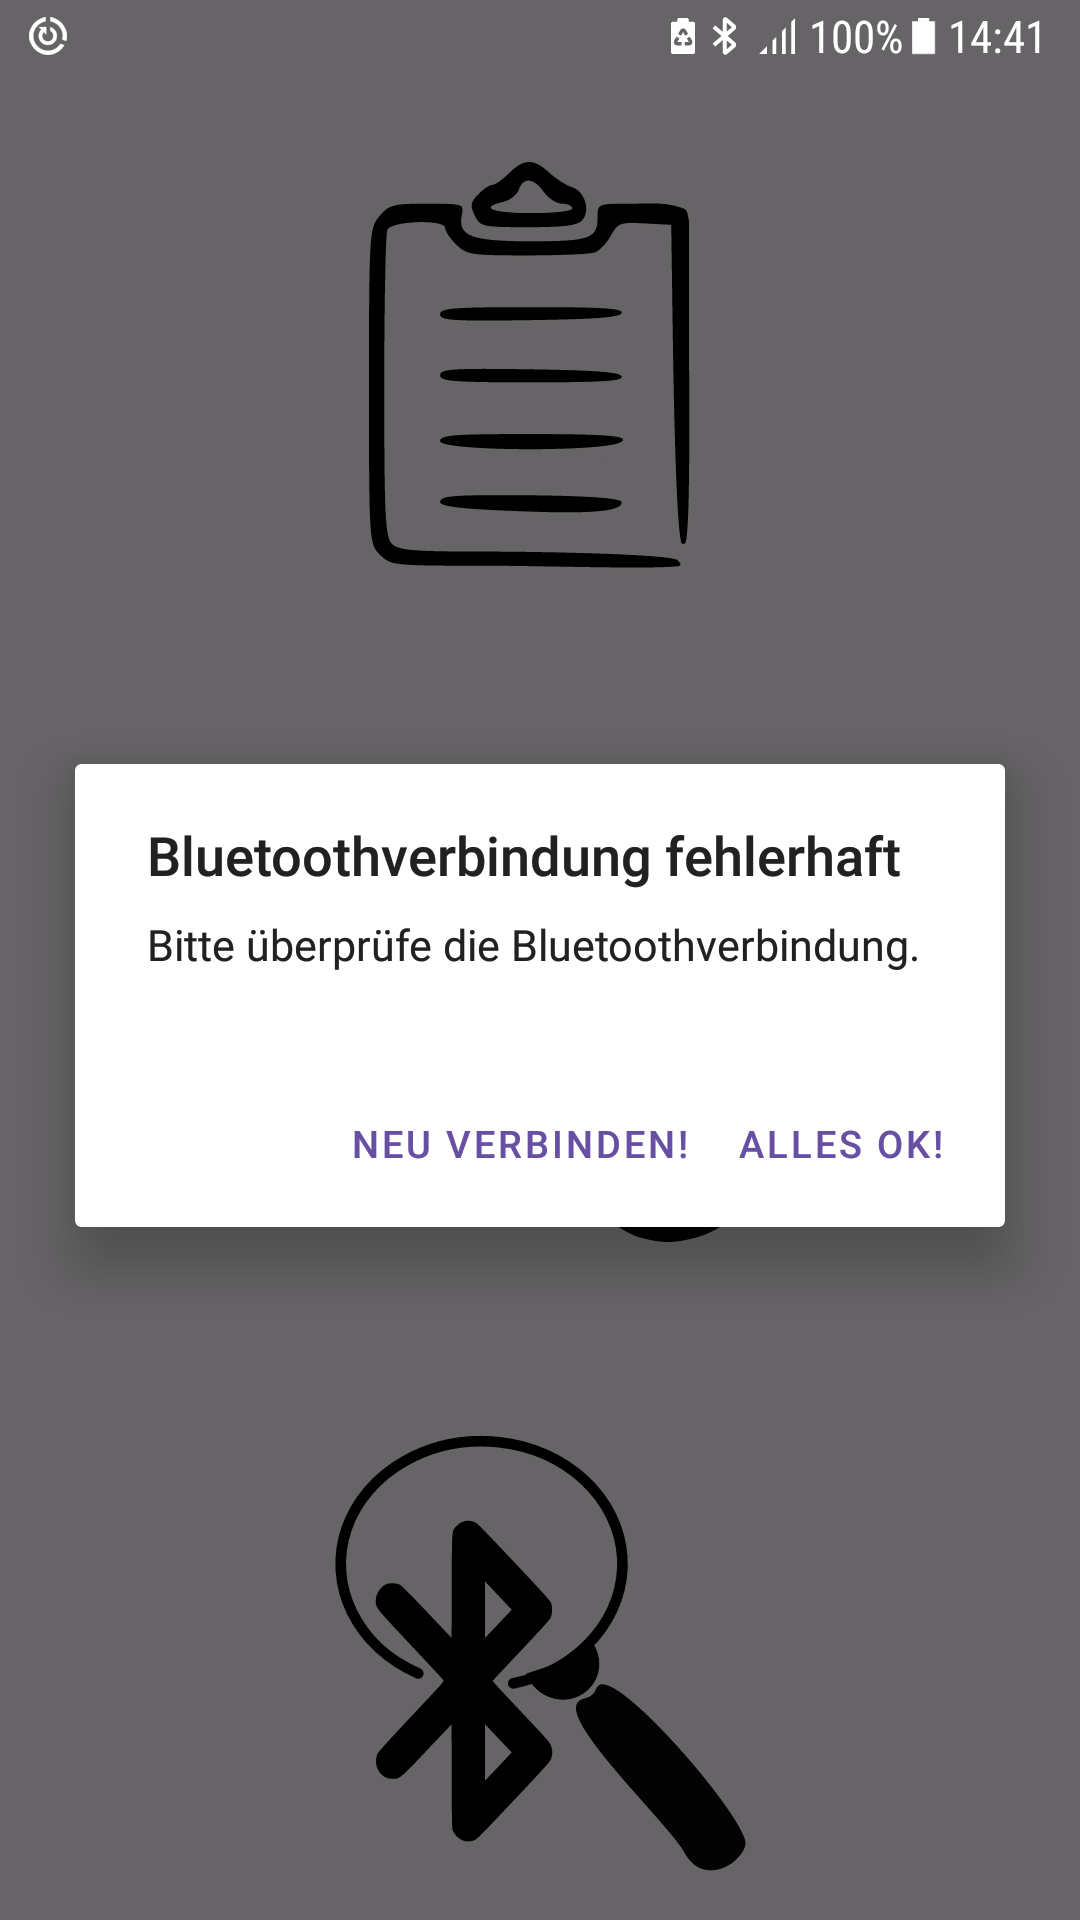 100% 14:41
Bluetoothverbindung fehlerhaft
Bitte überprüfe die Bluetoothverbindung.
NEU VERBINDEN! ALLES OK!